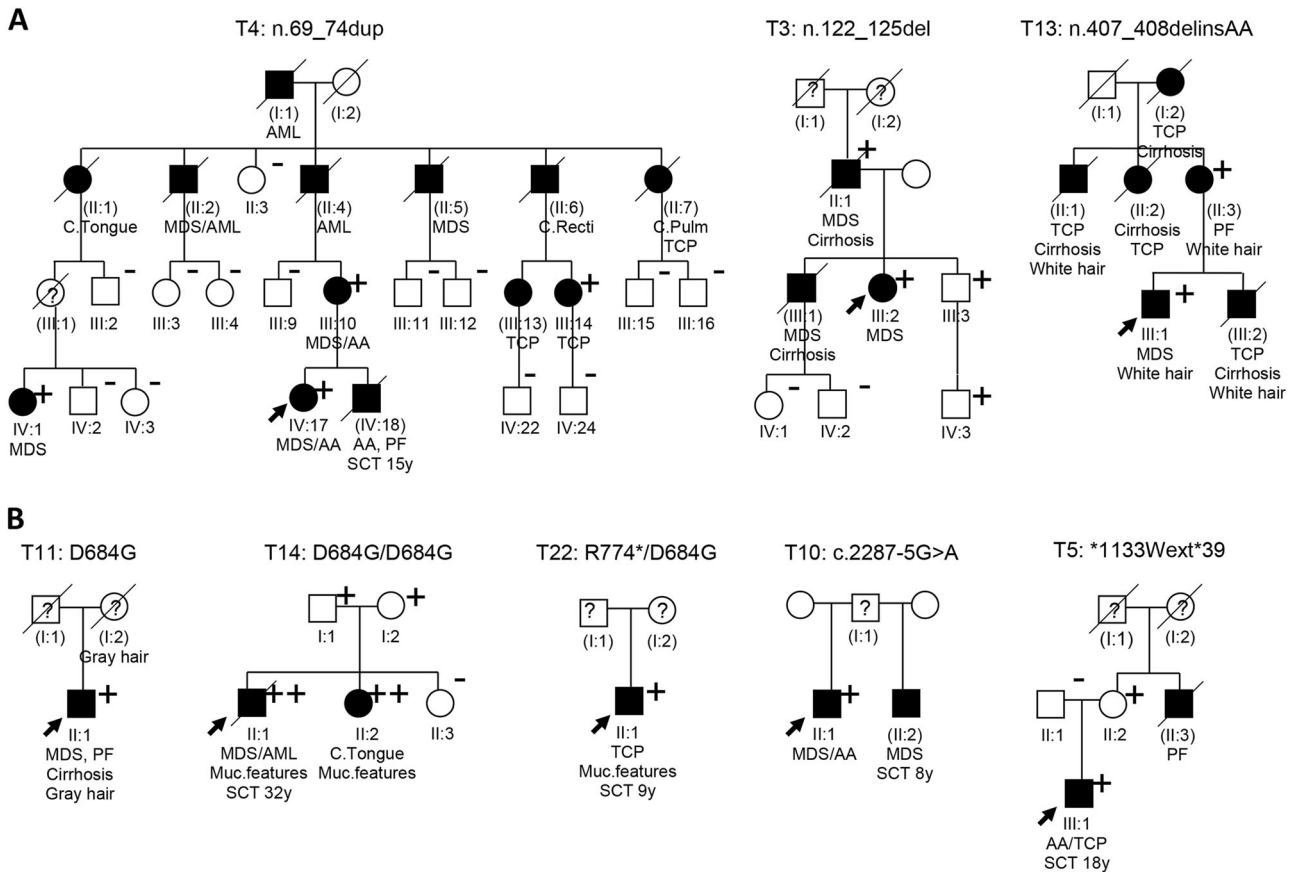 A
T4: n.69_74dup
T3: n.122_125del
T13: n.407_408delinsAA
(I:1)
AML
(I:2)
- 
(II:1)
C.Tongue
(II:2)
MDS/AML
II:3
(II:4)
AML
(II:5)
MDS
(II:6)
C.Recti
(II:7)
C.Pulm
TCP
?
(III:1)
-
III:2
-
III:3
-
III:4
-
III:9
+
III:10
MDS/AA
-
III:11
-
III:12
(III:13)
TCP
+
III:14
TCP
-
III:15
-
III:16
+
IV:1
MDS
-
IV:2
-
IV:3
+
IV:17
MDS/AA
(IV:18)
AA, PF
SCT 15y
-
IV:22
-
IV:24
?
(I:1)
?
(I:2)
+
II:1
MDS
Cirrhosis
(III:1)
MDS
Cirrhosis
+
III:2
MDS
+
III:3
-
IV:1
-
IV:2
+
IV:3
(I:1)
(I:2)
TCP
Cirrhosis
(II:1)
TCP
Cirrhosis
White hair
(II:2)
Cirrhosis
TCP
+
(II:3)
PF
White hair
+
III:1
MDS
White hair
(III:2)
TCP
Cirrhosis
White hair
B
T11: D684G
?
(I:1)
?
(I:2)
Gray hair
+
II:1
MDS, PF
Cirrhosis
Gray hair
T14: D684G/D684G
+
I:1
+
I:2
++
II:1
MDS/AML
Muc.features
SCT 32y
++
II:2
C.Tongue
Muc.features
-
II:3
T22: R774*/D684G
?
(I:1)
?
(I:2)
+
II:1
TCP
Muc.features
SCT 9y
T10: c.2287-5G>A
?
(I:1)
+
II:1
MDS/AA
(II:2)
MDS
SCT 8y
T5: *1133Wext*39
?
(I:1)
?
(I:2)
-
II:1
+
II:2
(II:3)
PF
+
III:1
AA/TCP
SCT 18y